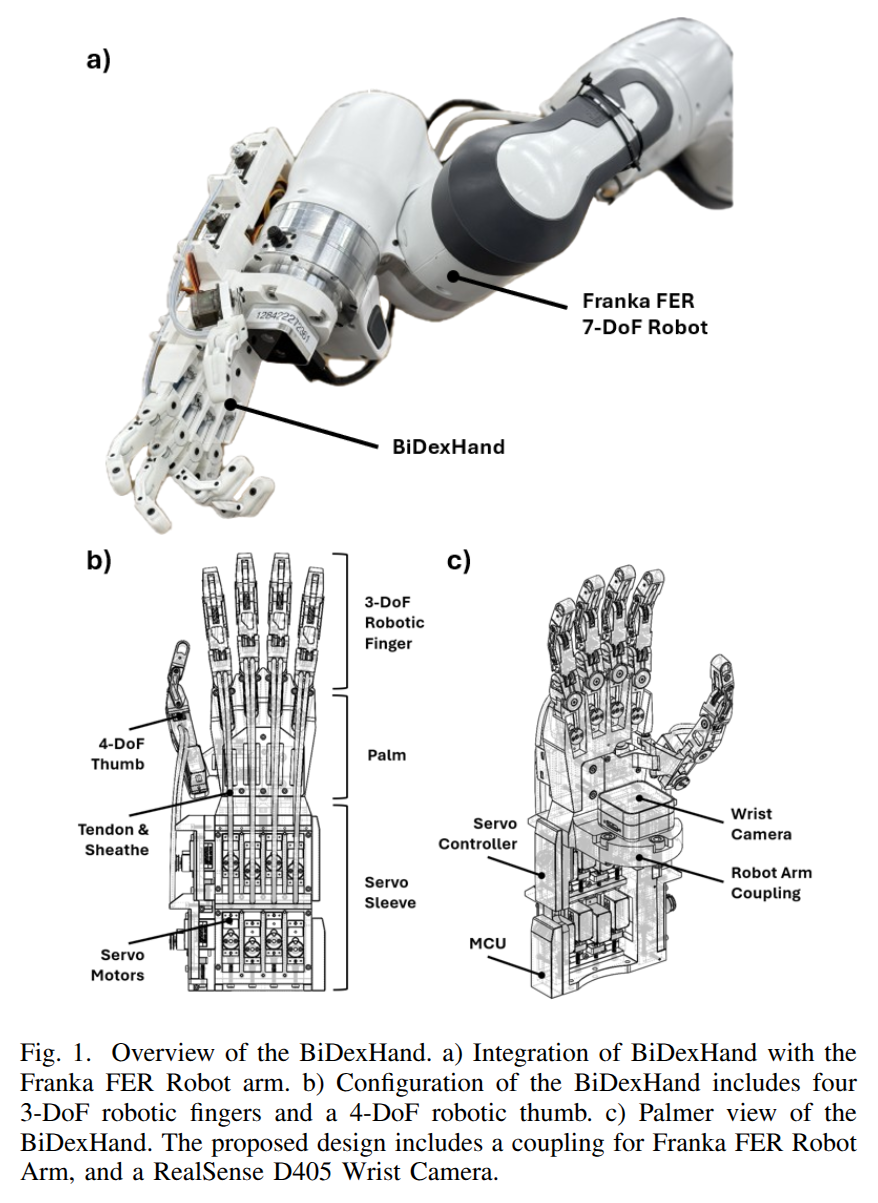 a)
Franka FER
7-DoF Robot
BiDexHand
b)
c)
3-DoF
Robotic
Finger
4-DoF
Thumb
Palm
Tendon &
Sheathe
Servo
Sleeve
Servo
Motors
Servo
Controller
Wrist
Camera
Robot Arm
Coupling
MCU
Fig. 1. Overview of the BiDexHand. a) Integration of BiDexHand with the
Franka FER Robot arm. b) Configuration of the BiDexHand includes four
3-DoF robotic fingers and a 4-DoF robotic thumb. c) Palmer view of the
BiDexHand. The proposed design includes a coupling for Franka FER Robot
Arm, and a RealSense D405 Wrist Camera.